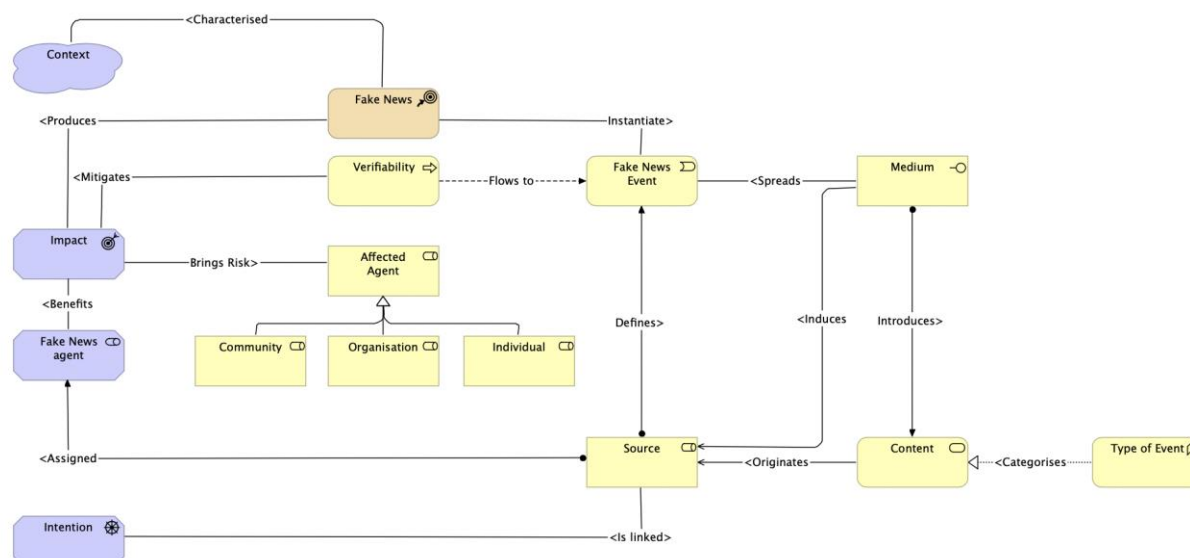 <Characterised
Context
Fake News
<Produces
Instantiate>
Verifiability
Fake News
Event
Medium
<Mitigates
Flows to
<Spreads
Impact
Affected
Agent
Brings Risk>
<Benefits
Defines>
<Induces
Introduces>
Fake News
agent
Community
Organisation
Individual
Source
Content
Type of Event
<Assigned
<Originates
<Categorises
Intention
<Is linked>